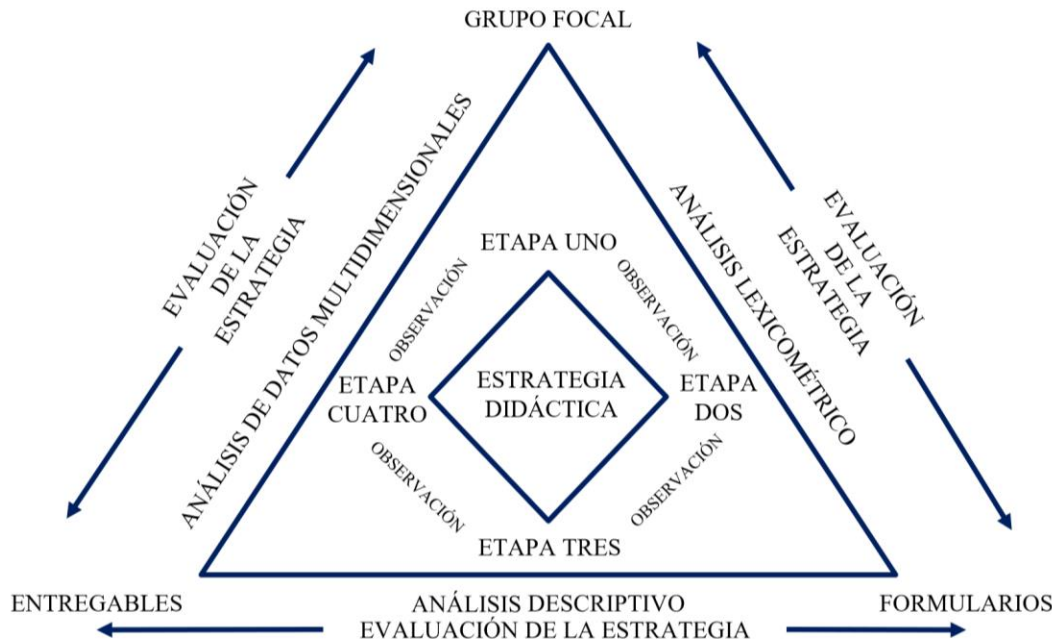 GRUPO FOCAL
EVALUACIÓN
DE LA
ESTRATEGIA
ANÁLISIS DE DATOS MULTIDIMENSIONALES
ANÁLISIS LEXICOMÉTRICO
EVALUACIÓN
DE LA
ESTRATEGIA
ETAPA UNO
OBSERVACIÓN
OBSERVACIÓN
ETAPA
CUATRO
ESTRATEGIA
DIDÁCTICA
ETAPA
DOS
OBSERVACIÓN
OBSERVACIÓN
ETAPA TRES
ENTREGABLES
ANÁLISIS DESCRIPTIVO
FORMULARIOS
EVALUACIÓN DE LA ESTRATEGIA